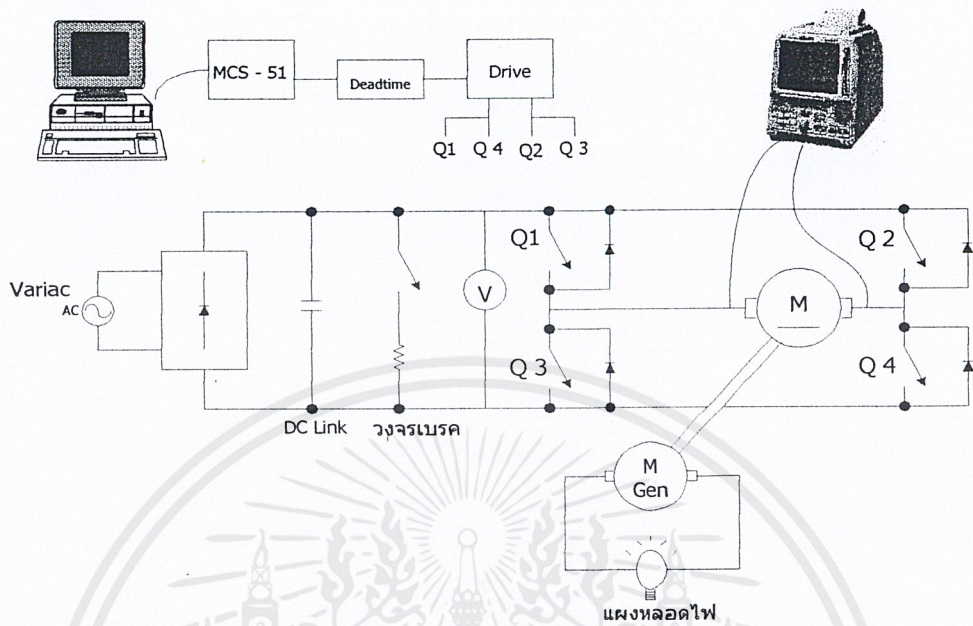 MCS - 51
Deadtime
Drive
Q1 Q 4 Q2 Q 3
Variac
AC
V
Q1
Q 2
M
Q 3
Q 4
DC Link
วงจรเบรค
M
Gen
แผงหลอดไฟ